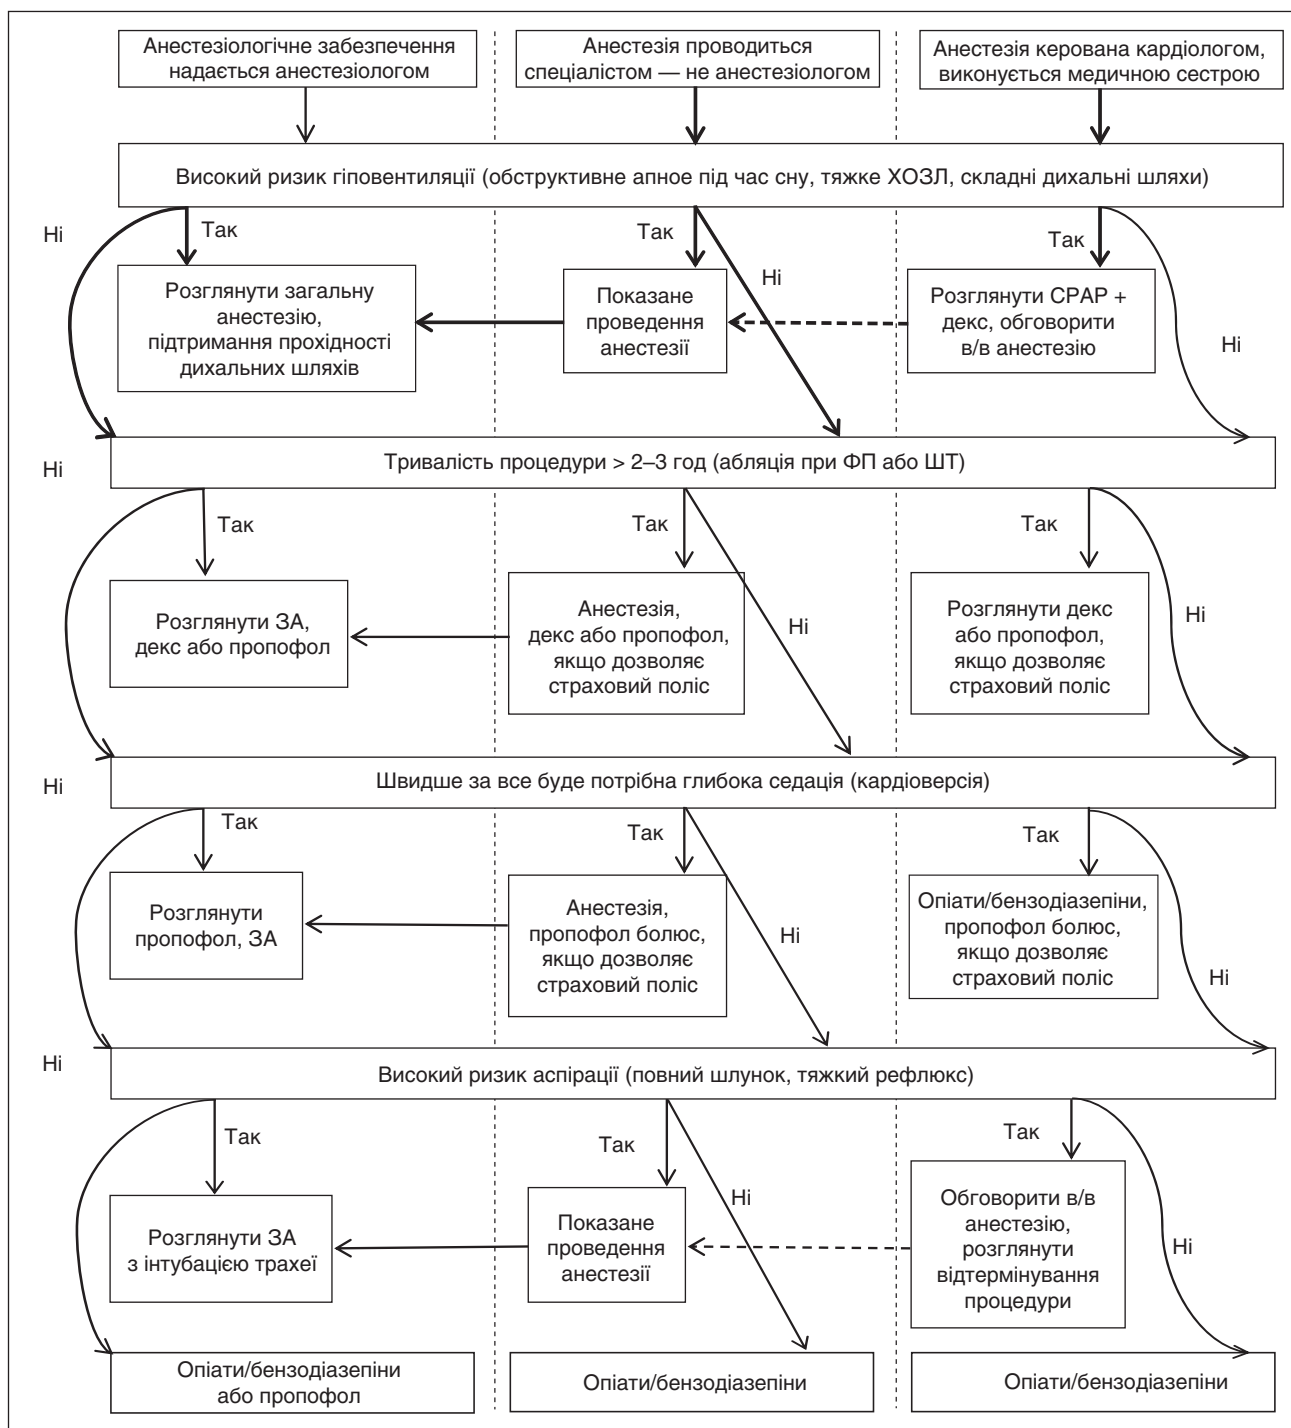 Анестезіологічне забезпечення
надається анестезіологом
Анестезія проводиться
спеціалістом — не анестезіологом
Анестезія керована кардіологом,
виконується медичною сестрою
Високий ризик гіповентиляції (обструктивне апное під час сну, тяжке ХОЗЛ, складні дихальні шляхи)
Ні
Так
Так
Ні
Так
Ні
Розглянути загальну
анестезію,
підтримання прохідності
дихальних шляхів
Показане
проведення
анестезії
Розглянути CPAP +
декс, обговорити
в/в анестезію
Ні
Тривалість процедури > 2–3 год (абляція при ФП або ШТ)
Так
Так
Ні
Так
Ні
Розглянути ЗА,
декс або пропофол
Анестезія,
декс або пропофол,
якщо дозволяє
страховий поліс
Розглянути декс
або пропофол,
якщо дозволяє
страховий поліс
Ні
Швидше за все буде потрібна глибока седація (кардіоверсія)
Так
Так
Ні
Так
Ні
Розглянути
пропофол, ЗА
Анестезія,
пропофол болюс,
якщо дозволяє
страховий поліс
Опіати/бензодіазепіни,
пропофол болюс,
якщо дозволяє
страховий поліс
Ні
Високий ризик аспірації (повний шлунок, тяжкий рефлюкс)
Так
Так
Ні
Так
Ні
Розглянути ЗА
з інтубацією трахеї
Показане
проведення
анестезії
Обговорити в/в
анестезію,
розглянути
відтермінування
процедури
Опіати/бензодіазепіни
або пропофол
Опіати/бензодіазепіни
Опіати/бензодіазепіни